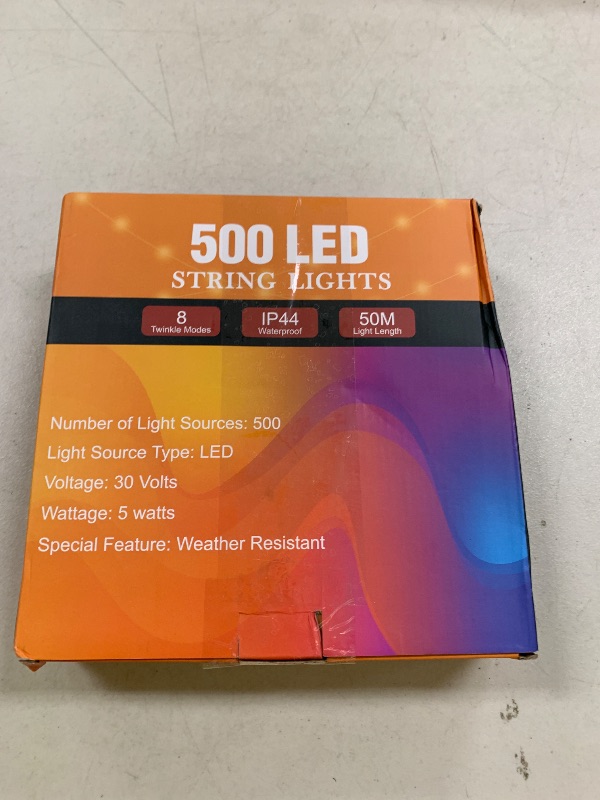 500 LED
STRING LIGHTS
8
Twinkle Modes
IP44
Waterproof
50M
Light Length
Number of Light Sources: 500
Light Source Type: LED
Voltage: 30 Volts
Wattage: 5 watts
Special Feature: Weather Resistant